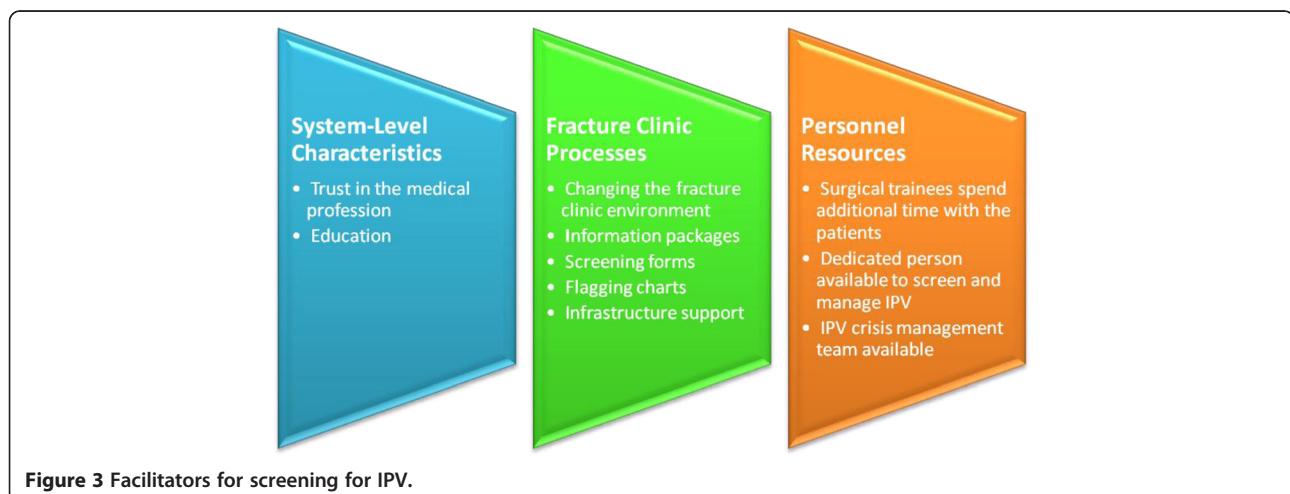 System-Level
Characteristics
• Trust in the medical
profession
• Education
Fracture Clinic
Processes
• Changing the fracture
clinic environment
• Information packages
• Screening forms
• Flagging charts
• Infrastructure support
Personnel
Resources
• Surgical trainees spend
additional time with the
patients
• Dedicated person
available to screen and
manage IPV
• IPV crisis management
team available
Figure 3 Facilitators for screening for IPV.